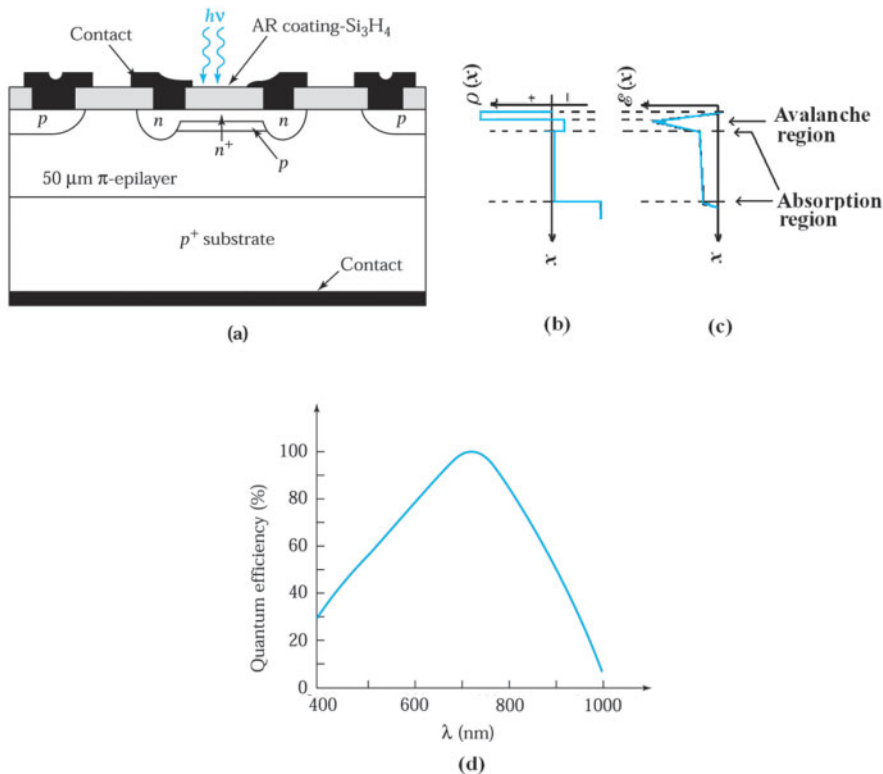 hν
AR coating-Si₃H₄
Contact
p
n
n
p
n⁺
p
50 μm π-epilayer
p⁺ substrate
Contact
(a)
ρ(x)
+
−
x
(b)
ℰ(x)
x
Avalanche
region
Absorption
region
(c)
Quantum efficiency (%)
100
80
60
40
20
0
400
600
800
1000
λ (nm)
(d)